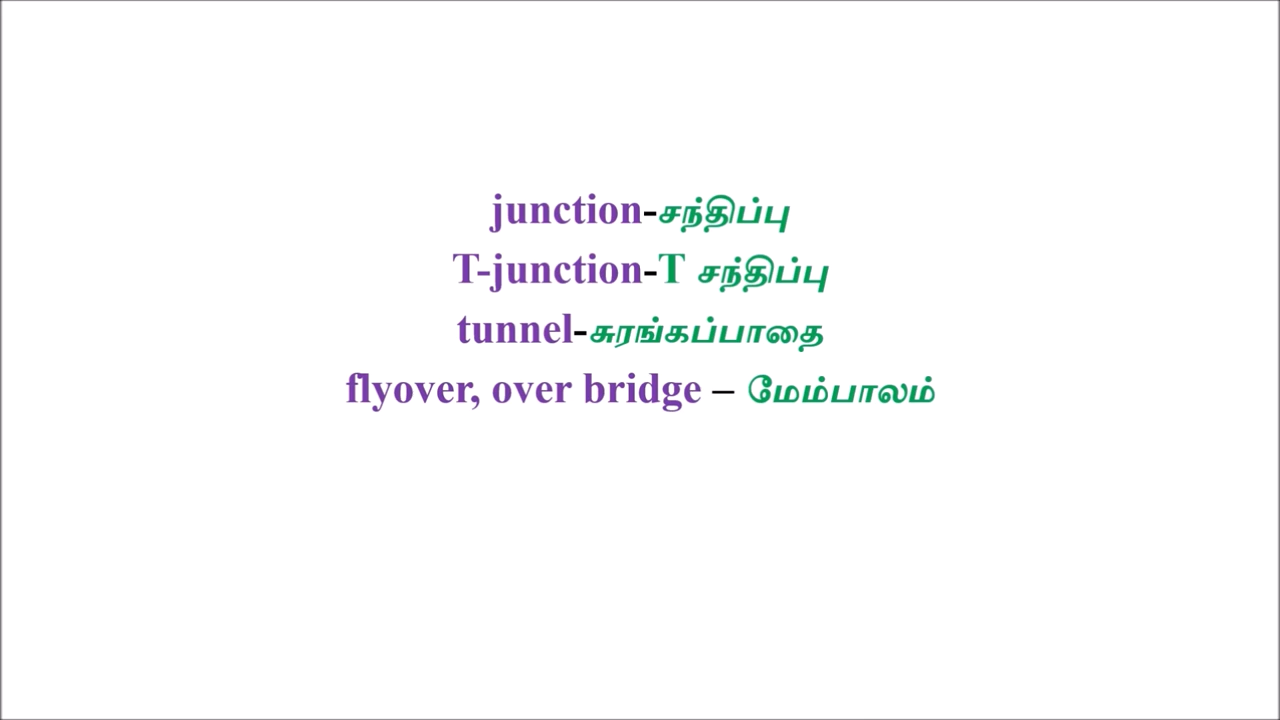 junction-சந்திப்பு
T-junction-T சந்திப்பு
tunnel-சுரங்கப்பாதை
flyover, over bridge – மேம்பாலம்